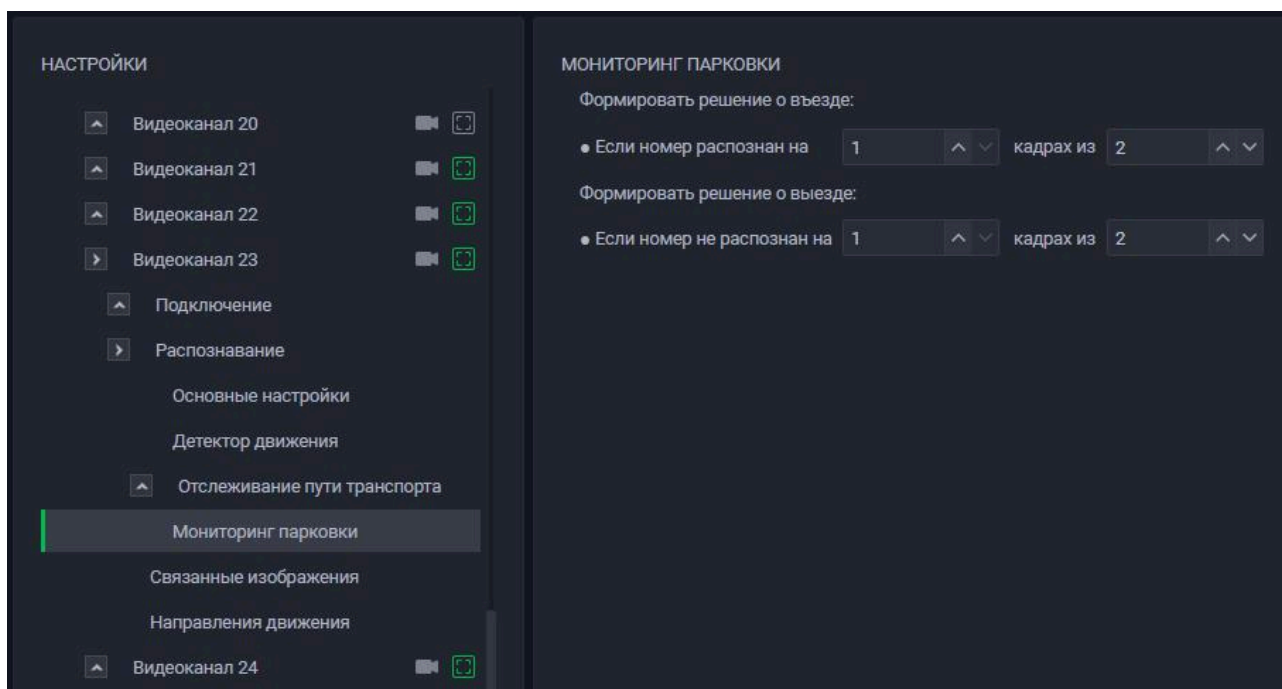 НАСТРОЙКИ
Видеоканал 20
Видеоканал 21
Видеоканал 22
Видеоканал 23
Подключение
Распознавание
Основные настройки
Детектор движения
Отслеживание пути транспорта
Мониторинг парковки
Связанные изображения
Направления движения
Видеоканал 24
МОНИТОРИНГ ПАРКОВКИ
Формировать решение о въезде:
● Если номер распознан на 1 кадрах из 2
Формировать решение о выезде:
● Если номер не распознан на 1 кадрах из 2